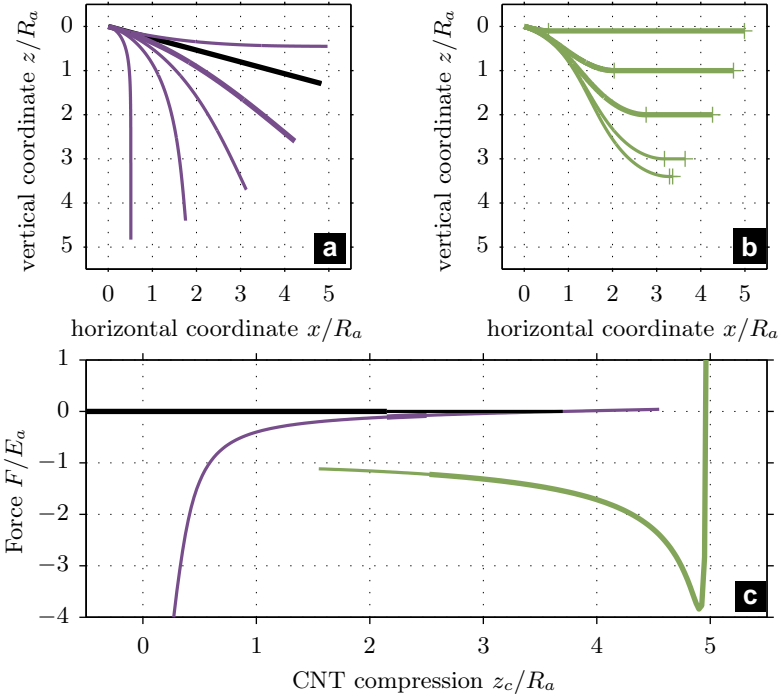 vertical coordinate z/R_a
0
1
2
3
4
5
0 1 2 3 4 5
horizontal coordinate x/R_a
a
vertical coordinate z/R_a
0
1
2
3
4
5
0 1 2 3 4 5
horizontal coordinate x/R_a
b
Force F/E_a
1
0
−1
−2
−3
−4
0 1 2 3 4 5
CNT compression z_c/R_a
c